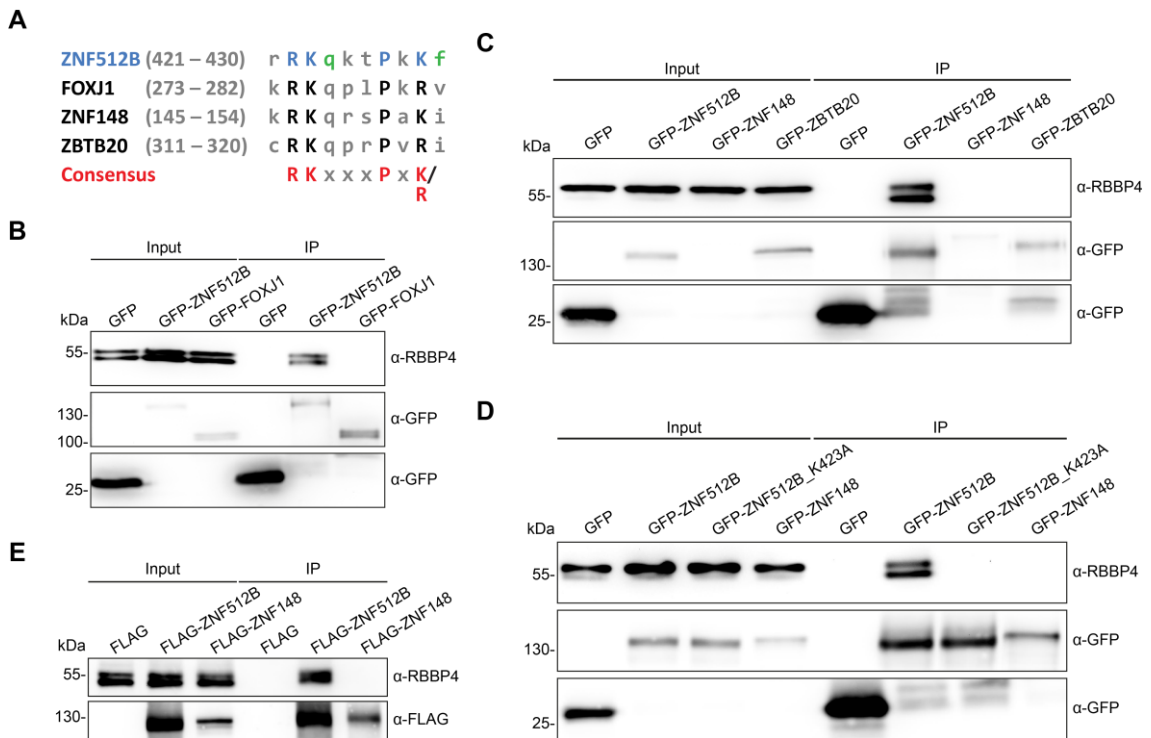 A
ZNF512B (421 – 430) r R K q k t P k K f
FOXJ1 (273 – 282) k R K q p l P k R v
ZNF148 (145 – 154) k R K q r s P a K i
ZBTB20 (311 – 320) c R K q p r P v R i
Consensus R K x x x P x K/
R
B
Input IP
kDa GFP GFP-ZNF512B GFP-FOXJ1 GFP GFP-ZNF512B GFP-FOXJ1
55- α-RBBP4
130-
α-GFP
100-
25- α-GFP
C
Input IP
kDa GFP GFP-ZNF512B GFP-ZNF148 GFP-ZBTB20 GFP GFP-ZNF512B GFP-ZNF148 GFP-ZBTB20
55- α-RBBP4
130- α-GFP
25- α-GFP
D
Input IP
kDa GFP GFP-ZNF512B GFP-ZNF512B_K423A GFP-ZNF148 GFP GFP-ZNF512B GFP-ZNF512B_K423A GFP-ZNF148
55- α-RBBP4
130- α-GFP
25- α-GFP
E
Input IP
kDa FLAG FLAG-ZNF512B FLAG-ZNF148 FLAG FLAG-ZNF512B FLAG-ZNF148
55- α-RBBP4
130- α-FLAG